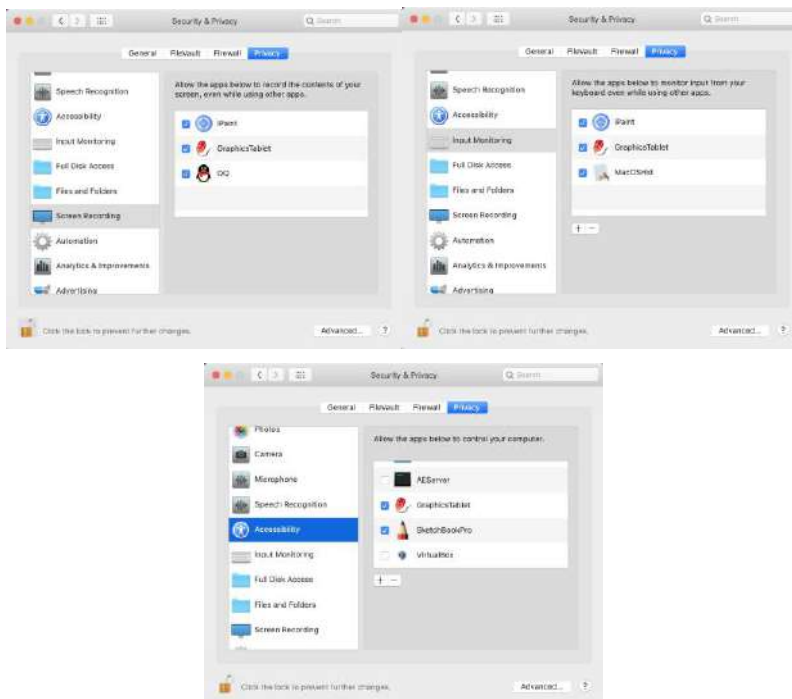 Security & Privacy
Search
General FileVault Firewall Privacy
Speech Recognition
Accessibility
Input Monitoring
Full Disk Access
Files and Folders
Screen Recording
Automation
Analytics & Improvements
Advertising
Allow the apps below to record the contents of your
screen, even while using other apps.
iPaint
GraphicsTablet
QQ
Click the lock to prevent further changes.
Advanced... ?
Security & Privacy
Search
General FileVault Firewall Privacy
Speech Recognition
Accessibility
Input Monitoring
Full Disk Access
Files and Folders
Screen Recording
Automation
Analytics & Improvements
Advertising
Allow the apps below to monitor input from your
keyboard even while using other apps.
iPaint
GraphicsTablet
+ −
Click the lock to prevent further changes.
Advanced... ?
Security & Privacy
Search
General FileVault Firewall Privacy
Photos
Camera
Microphone
Speech Recognition
Accessibility
Input Monitoring
Full Disk Access
Files and Folders
Screen Recording
Allow the apps below to control your computer.
AEServer
GraphicsTablet
SketchBookPro
VirtualBox
+ −
Click the lock to prevent further changes.
Advanced... ?